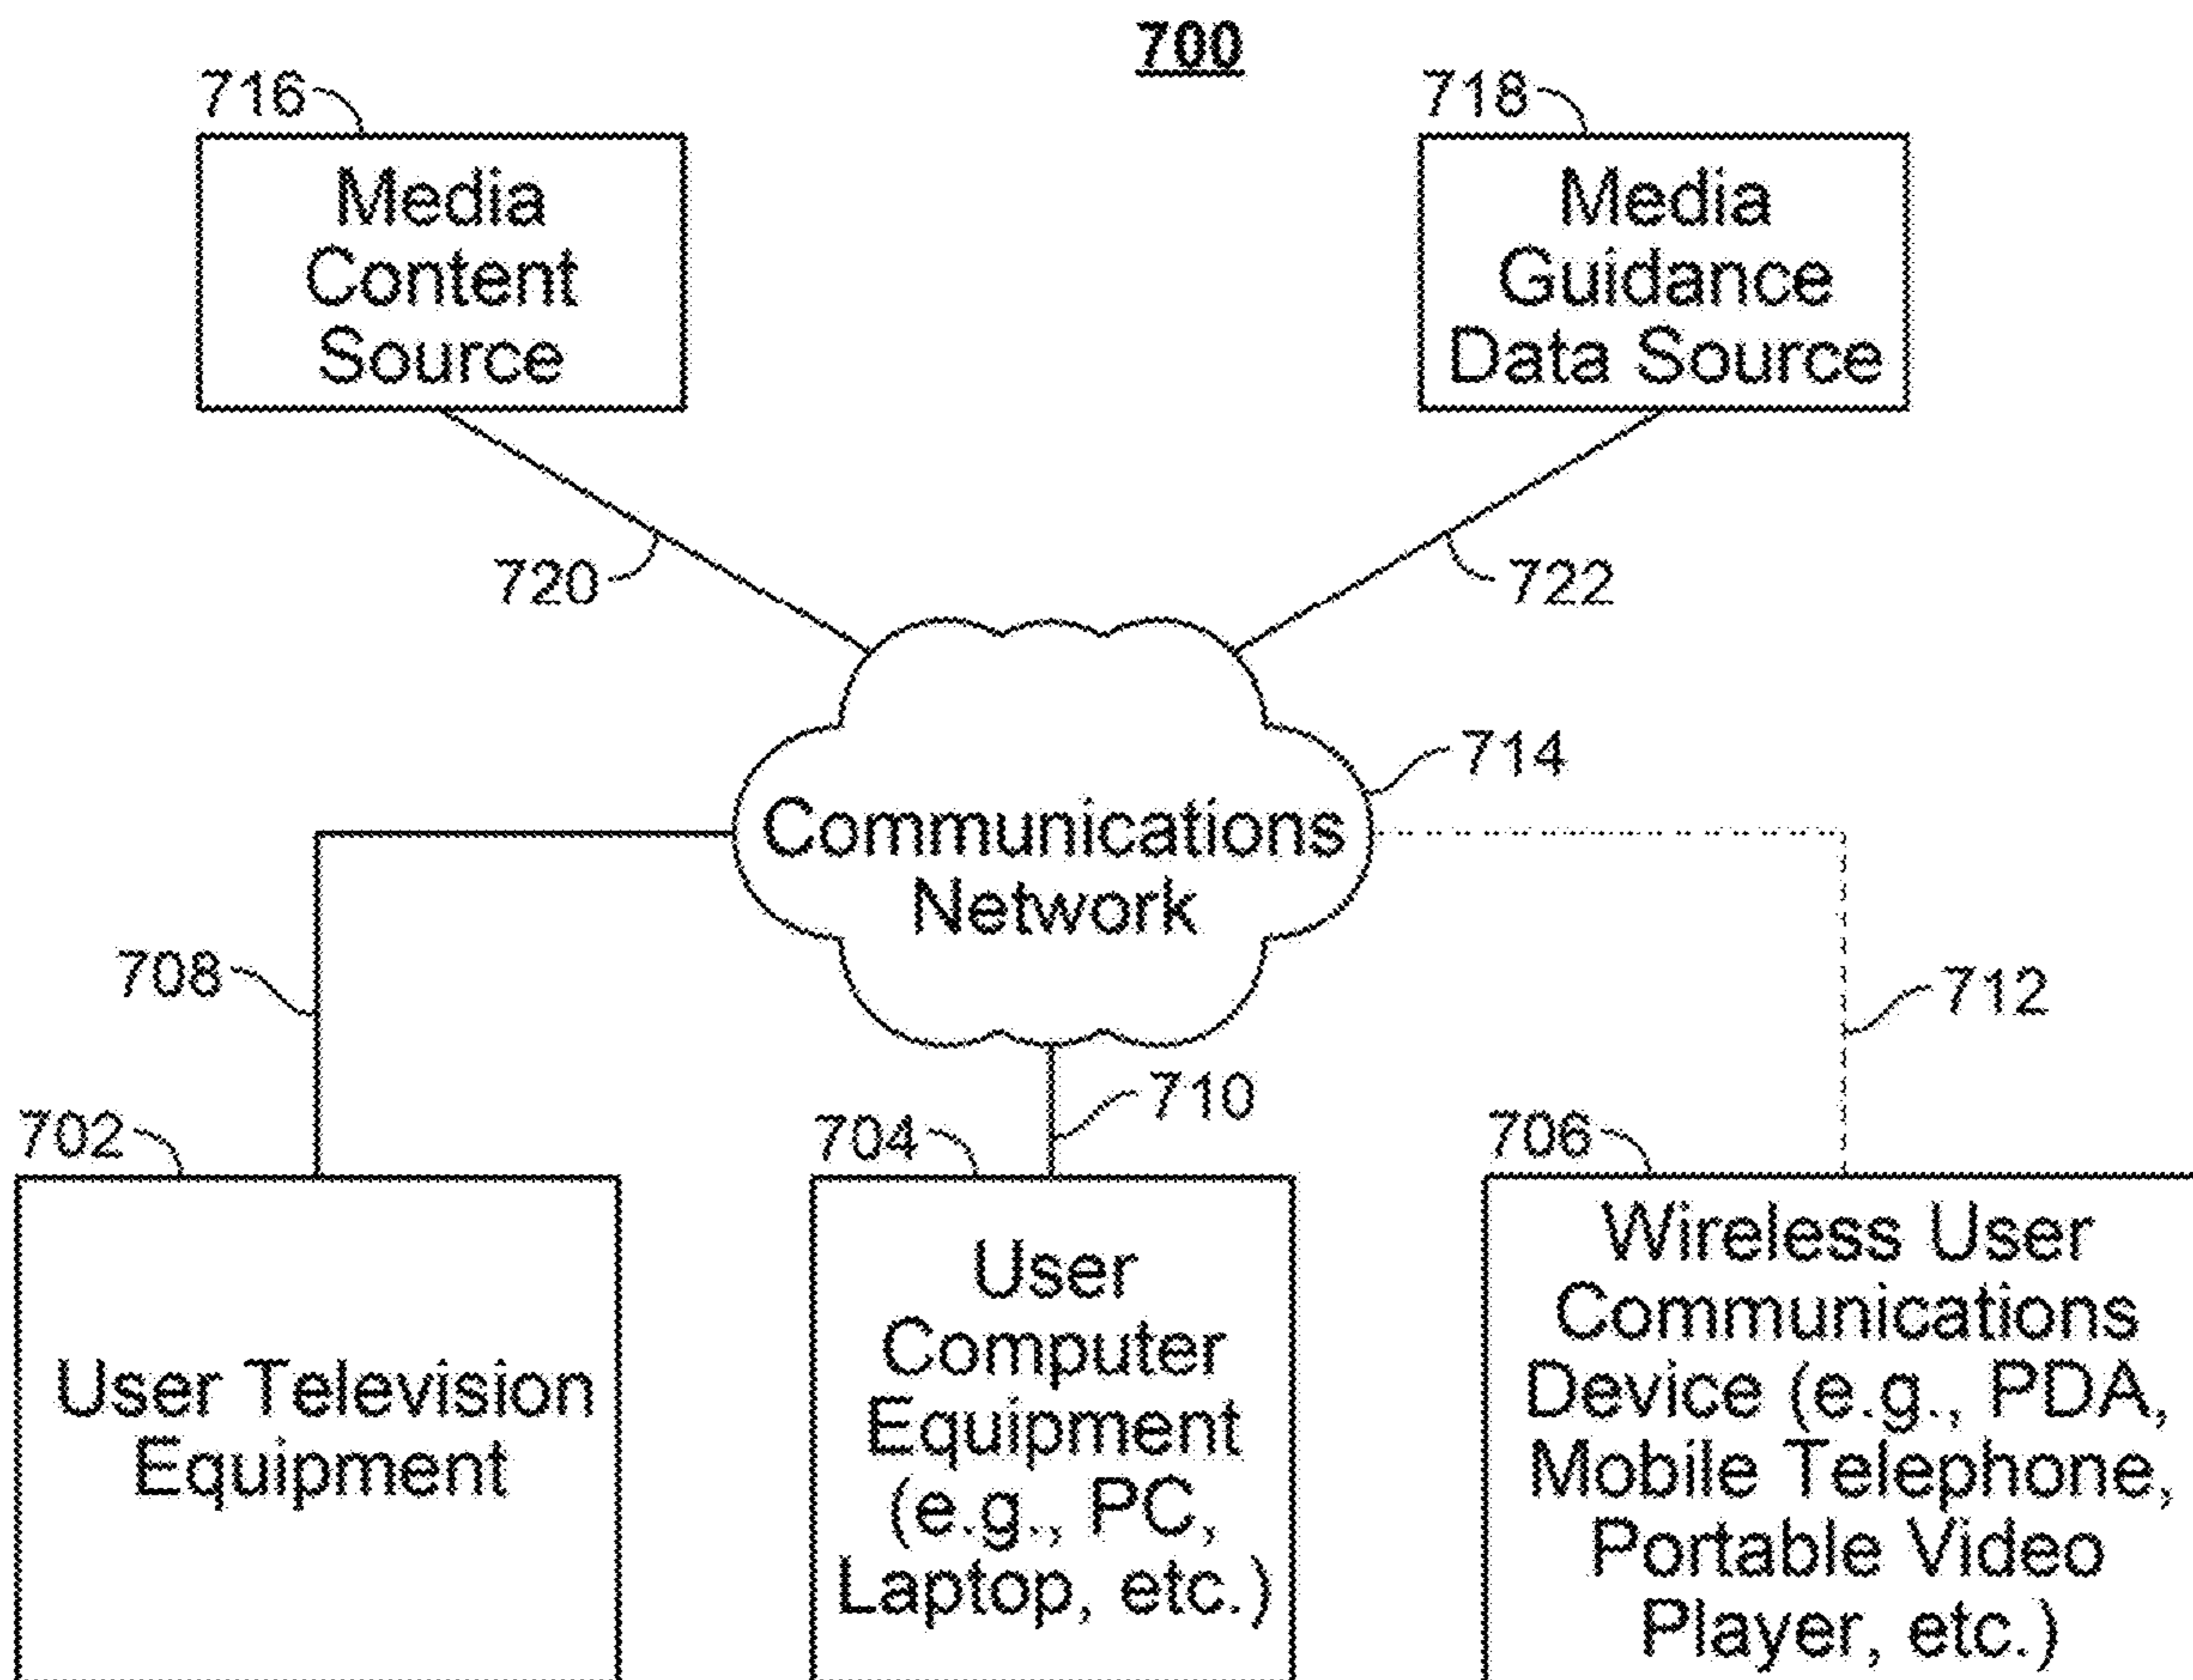 700
716
718
Media
Content
Source
Media
Guidance
Data Source
720
722
714
Communications
Network
708
712
710
702
704
706
User Television
Equipment
User
Computer
Equipment
(e.g., PC,
Laptop, etc.)
Wireless User
Communications
Device (e.g., PDA,
Mobile Telephone,
Portable Video
Player, etc.)